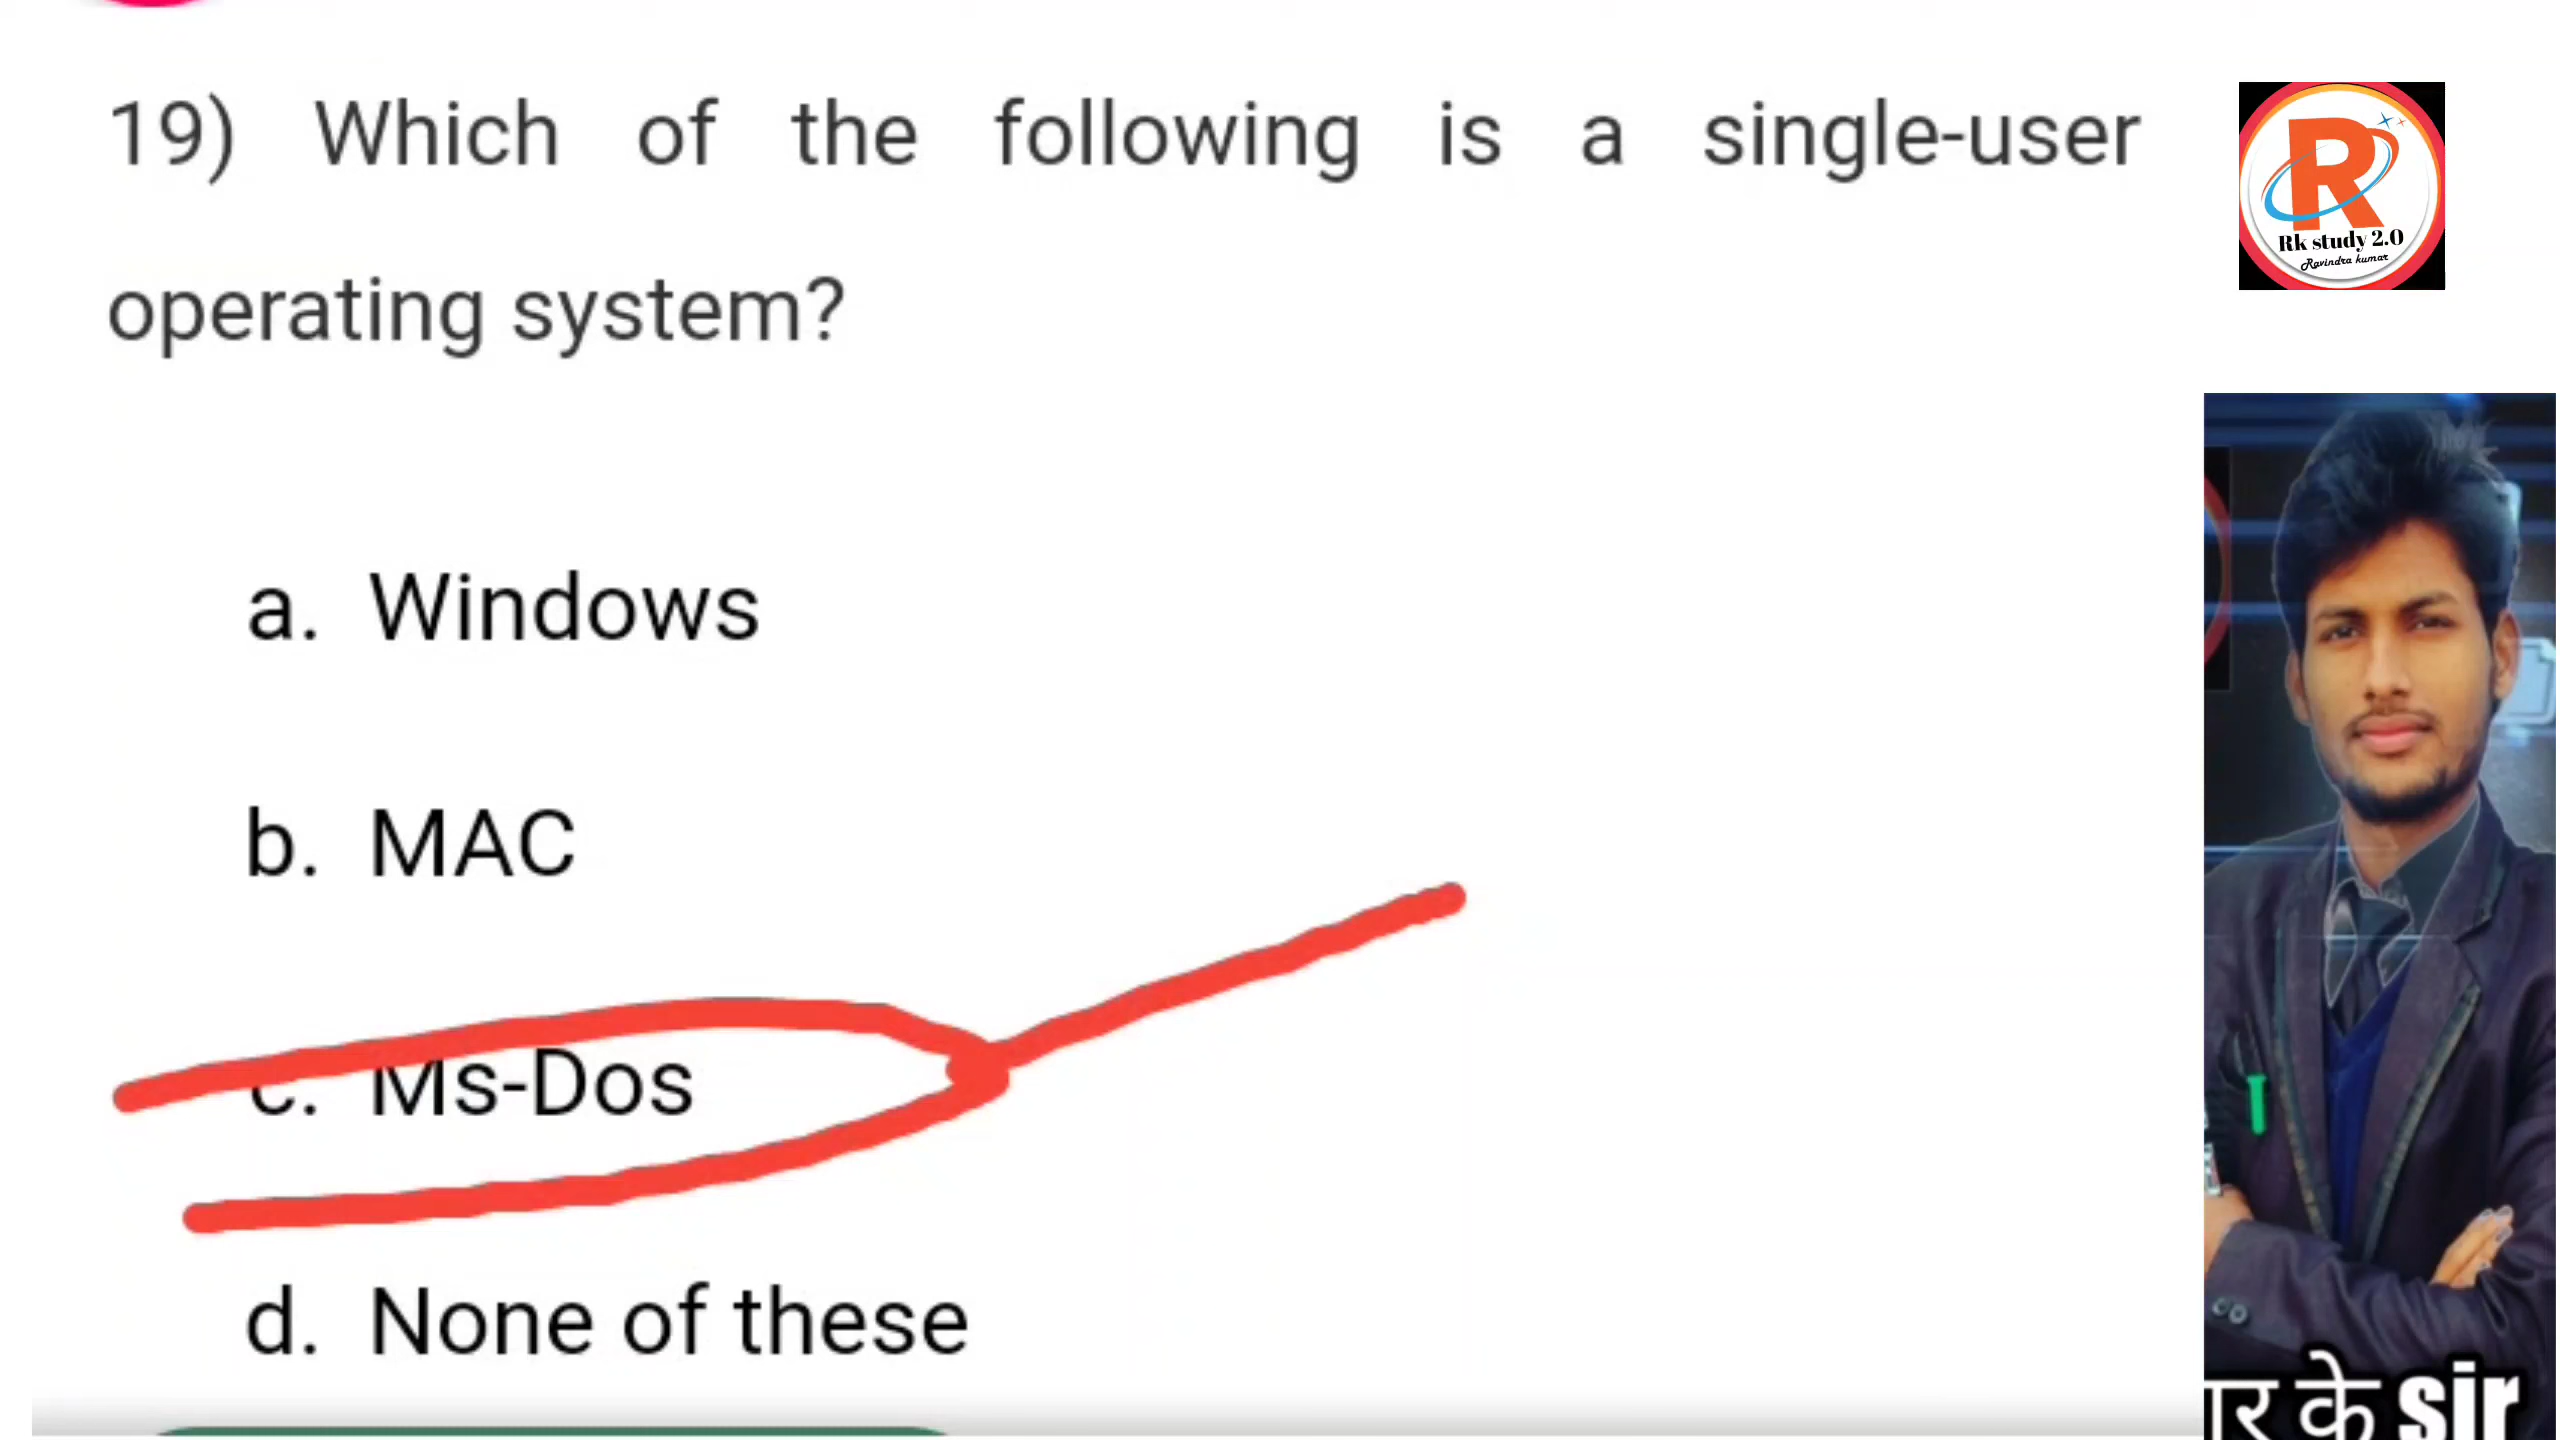 19) Which of the following is a single-user
operating system?
a. Windows
b. MAC
c. Ms-Dos
d. None of these
R
Rk study 2.0
Ravindra kumar
के sir